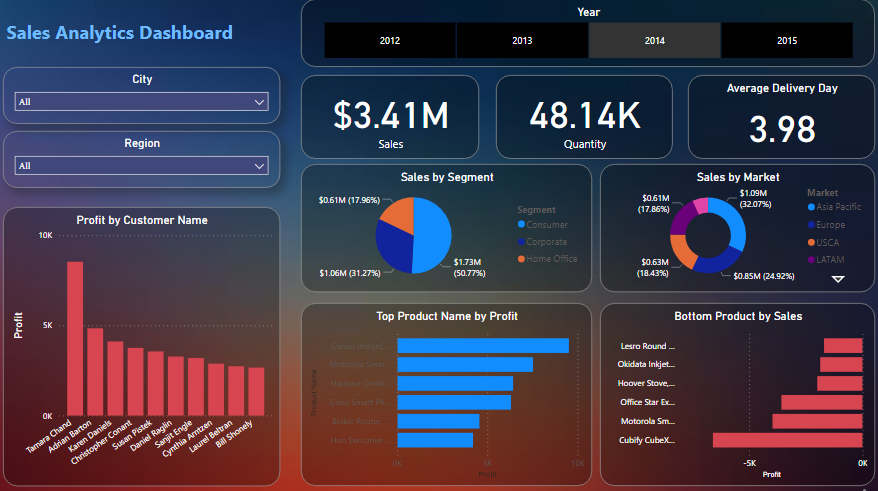 Sales Analytics Dashboard
Year
2012
2013
2014
2015
City
All
Region
All
$3.41M
Sales
48.14K
Quantity
Average Delivery Day
3.98
Profit by Customer Name
10K
5K
0K
Profit
Tamara Chand
Adrian Barton
Karen Daniels
Christopher Conant
Susan Pistek
Daniel Raglin
Sanjit Engle
Cynthia Arntzen
Laurel Beltran
Bill Shonely
Sales by Segment
$0.61M (17.96%)
$1.06M (31.27%)
$1.73M
(50.77%)
Segment
Consumer
Corporate
Home Office
Sales by Market
$0.61M
(17.86%)
$1.09M
(32.07%)
$0.63M
(18.43%)
$0.85M (24.92%)
Market
Asia Pacific
Europe
USCA
LATAM
Top Product Name by Profit
Product Name
Canon imageC...
Motorola Smar...
Harbour Creati...
Cisco Smart Ph...
Belkin Router, ...
Hon Executive ...
0K
5K
10K
Profit
Bottom Product by Sales
Lesro Round ...
Okidata Inkjet...
Hoover Stove,...
Office Star Ex...
Motorola Sm...
Cubify CubeX...
-5K
0K
Profit